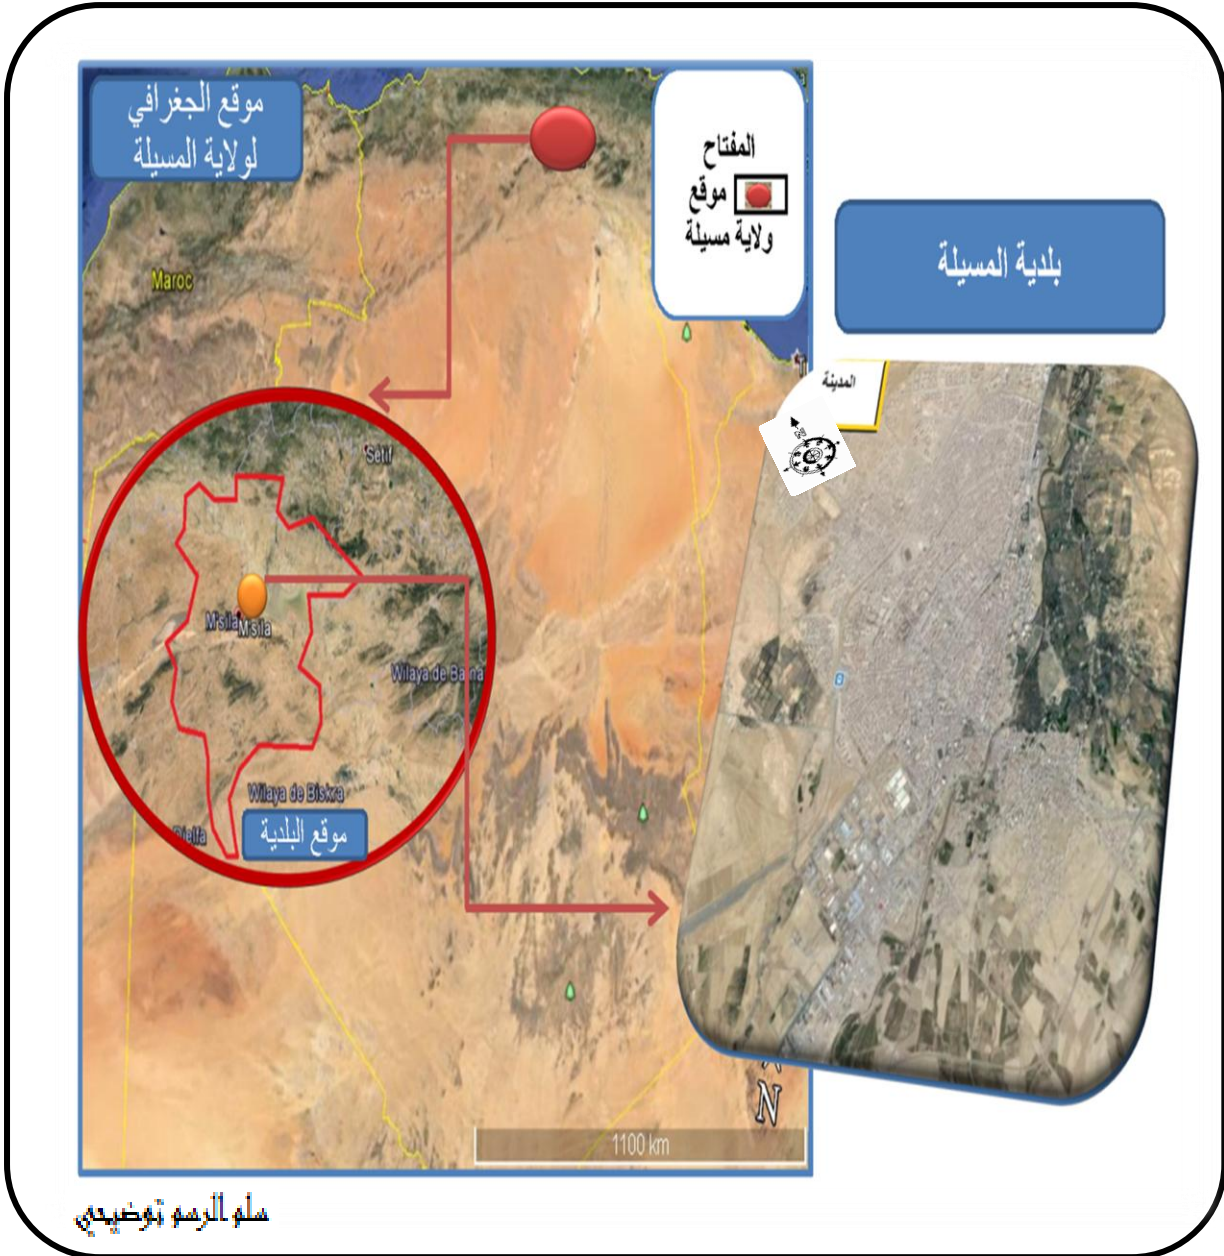 موقع الجغرافي
لولاية المسيلة
المفتاح
موقع
ولاية مسيلة
بلدية المسيلة
Maroc
المدينة
N
Sétif
M'sila
M'sila
Wilaya de Batna
Wilaya de Biskra
Djelfa
موقع البلدية
N
1100 km
سلم الرسم توضيحي